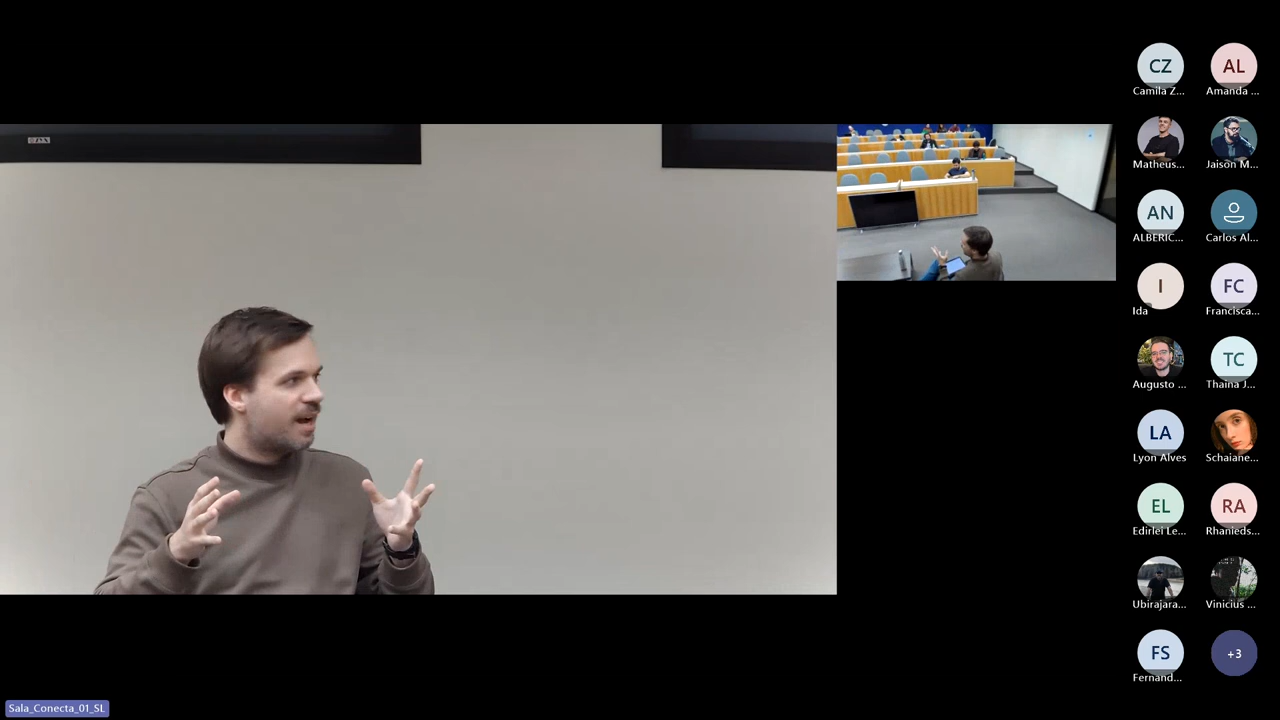 CZ
Camila Z...
AL
Amanda ...
Matheus...
Jaison M...
AN
ALBERIC...
Carlos Al...
I
Ida
FC
Francisca...
Augusto ...
TC
Thaina J...
LA
Lyon Alves
Schaiane...
EL
Edirlei Le...
RA
Rhanieds...
Ubirajara...
Vinicius ...
FS
Fernand...
+3
Sala_Conecta_01_SL